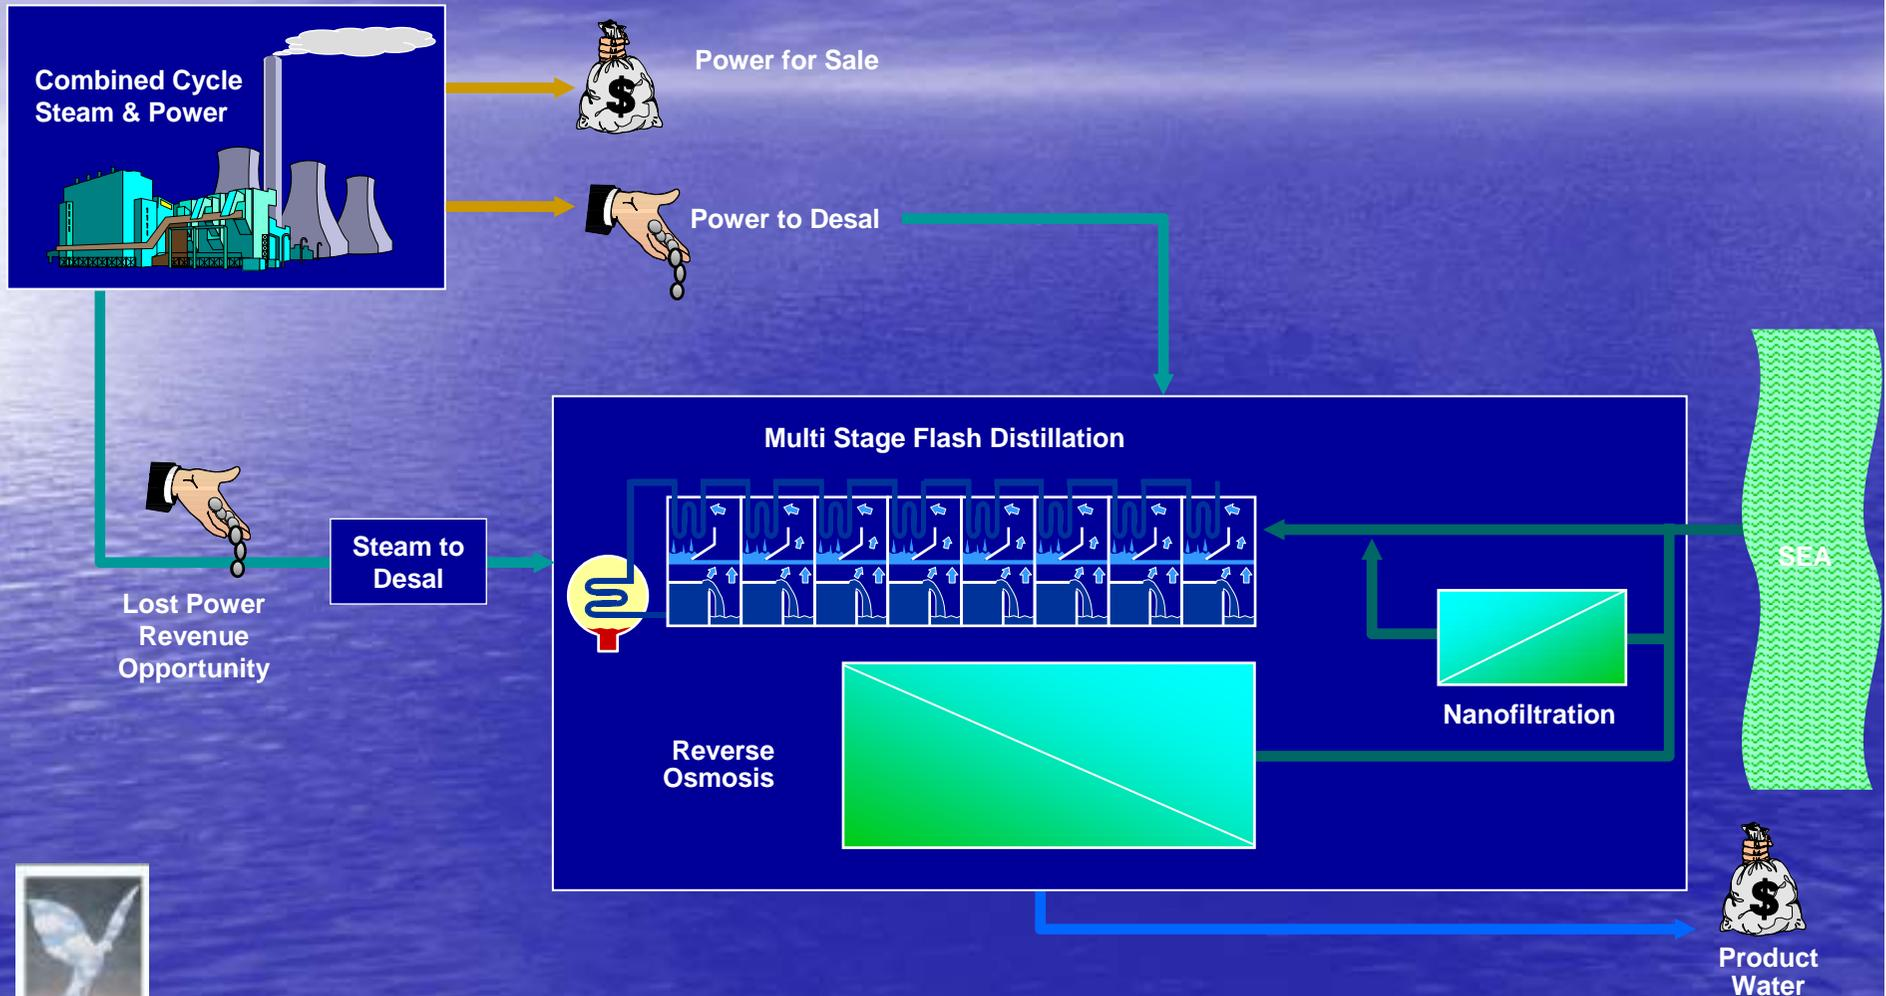 Combined Cycle
Steam & Power
$
Power for Sale
Power to Desal
Multi Stage Flash Distillation
Steam to
Desal
SEA
Lost Power
Revenue
Opportunity
Nanofiltration
Reverse
Osmosis
$
Product
Water